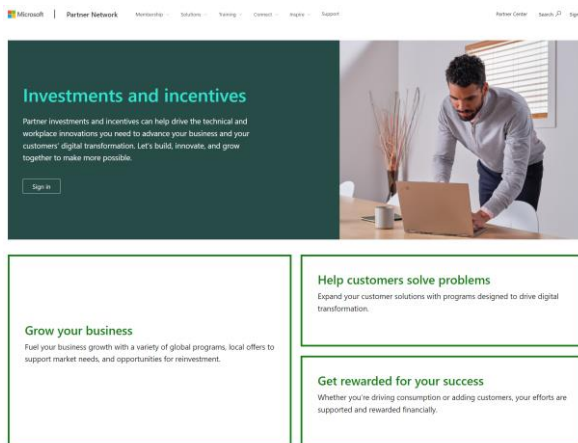 Microsoft | Partner Network Membership Solutions Training Connect Inspire Support Partner Center Search Sign
Investments and incentives
Partner investments and incentives can help drive the technical and
workplace innovations you need to advance your business and your
customers' digital transformation. Let's build, innovate, and grow
together to make more possible.
Sign in
Grow your business
Fuel your business growth with a variety of global programs, local offers to
support market needs, and opportunities for reinvestment.
Help customers solve problems
Expand your customer solutions with programs designed to drive digital
transformation.
Get rewarded for your success
Whether you're driving consumption or adding customers, your efforts are
supported and rewarded financially.